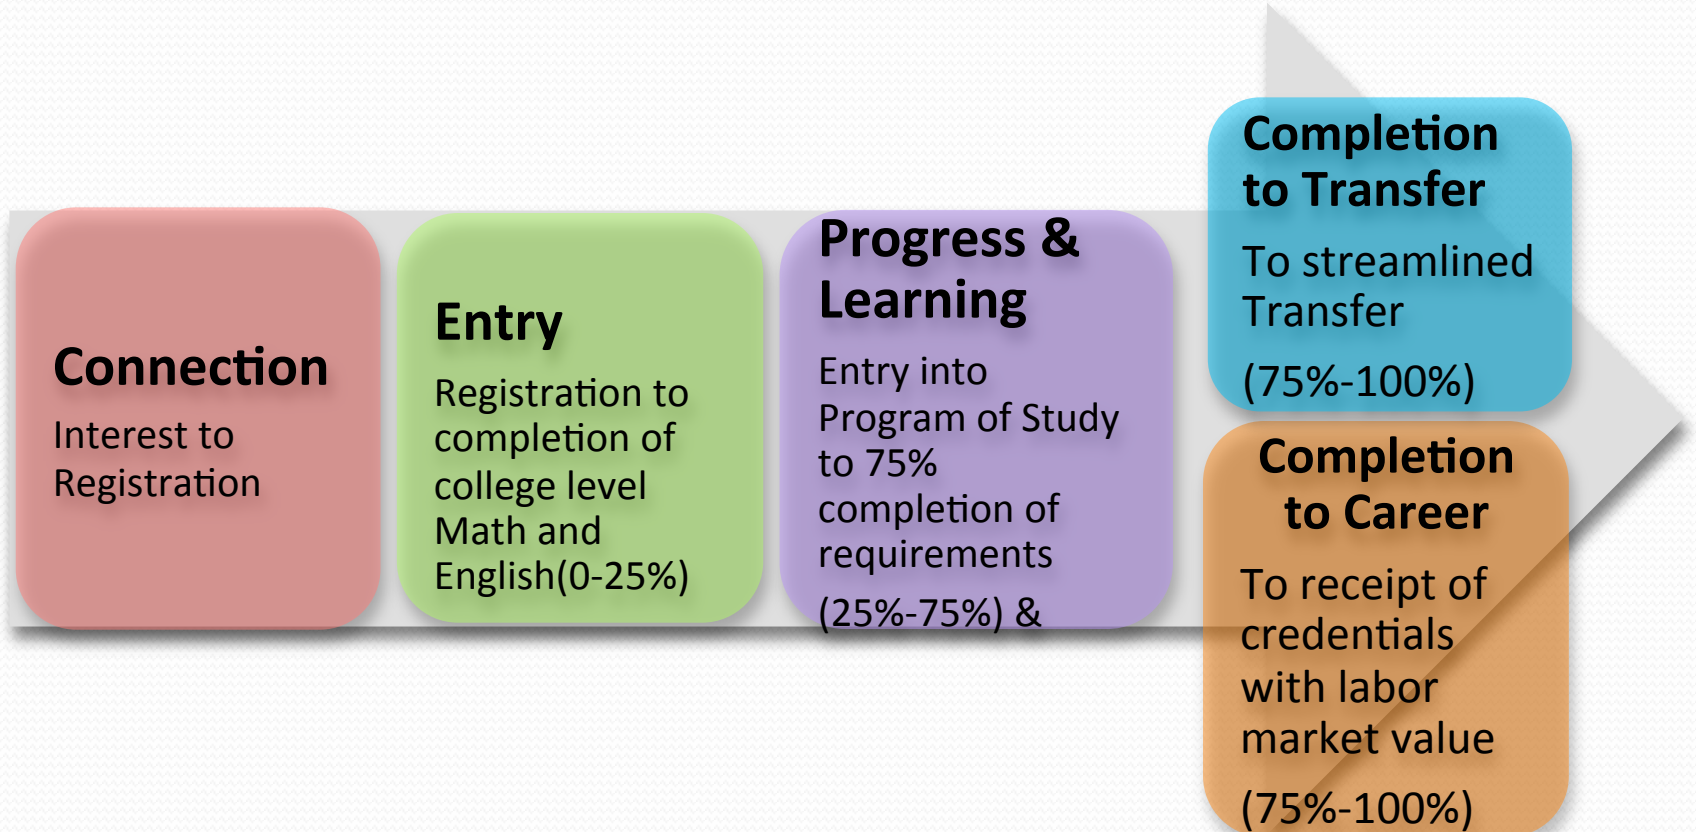 Connection
Interest to
Registration
Entry
Registration to
completion of
college level
Math and
English(0-25%)
Progress &
Learning
Entry into
Program of Study
to 75%
completion of
requirements
(25%-75%) &
Completion
to Transfer
To streamlined
Transfer
(75%-100%)
Completion
to Career
To receipt of
credentials
with labor
market value
(75%-100%)